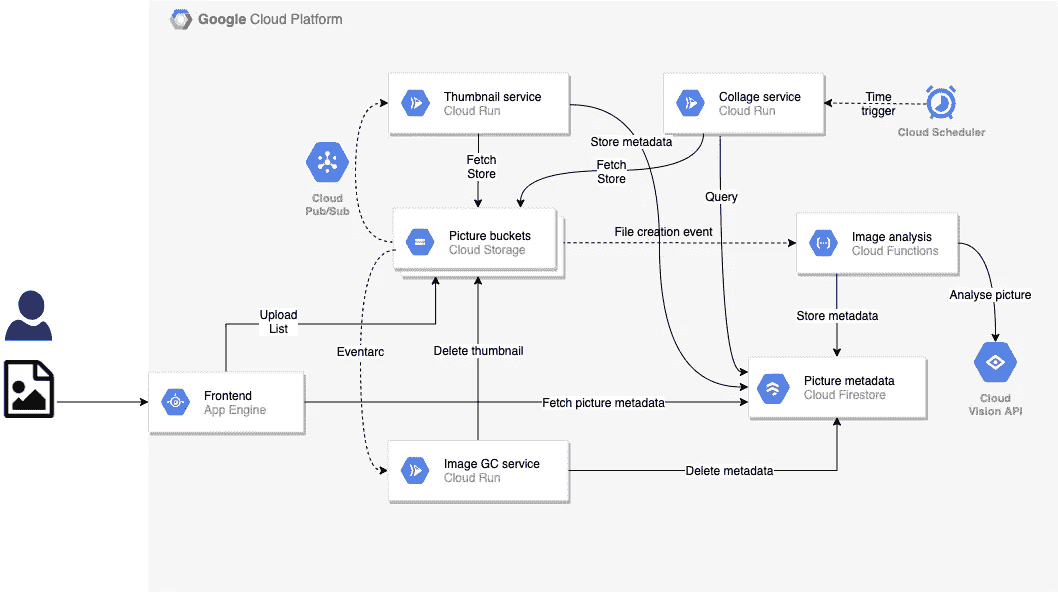 Google Cloud Platform
Thumbnail service
Cloud Run
Collage service
Cloud Run
Time
trigger
Cloud Scheduler
Store metadata
Fetch
Store
Fetch
Store
Cloud
Pub/Sub
Query
Picture buckets
Cloud Storage
File creation event
Image analysis
Cloud Functions
Analyse picture
Upload
List
Store metadata
Eventarc
Delete thumbnail
Picture metadata
Cloud Firestore
Cloud
Vision API
Frontend
App Engine
Fetch picture metadata
Image GC service
Cloud Run
Delete metadata